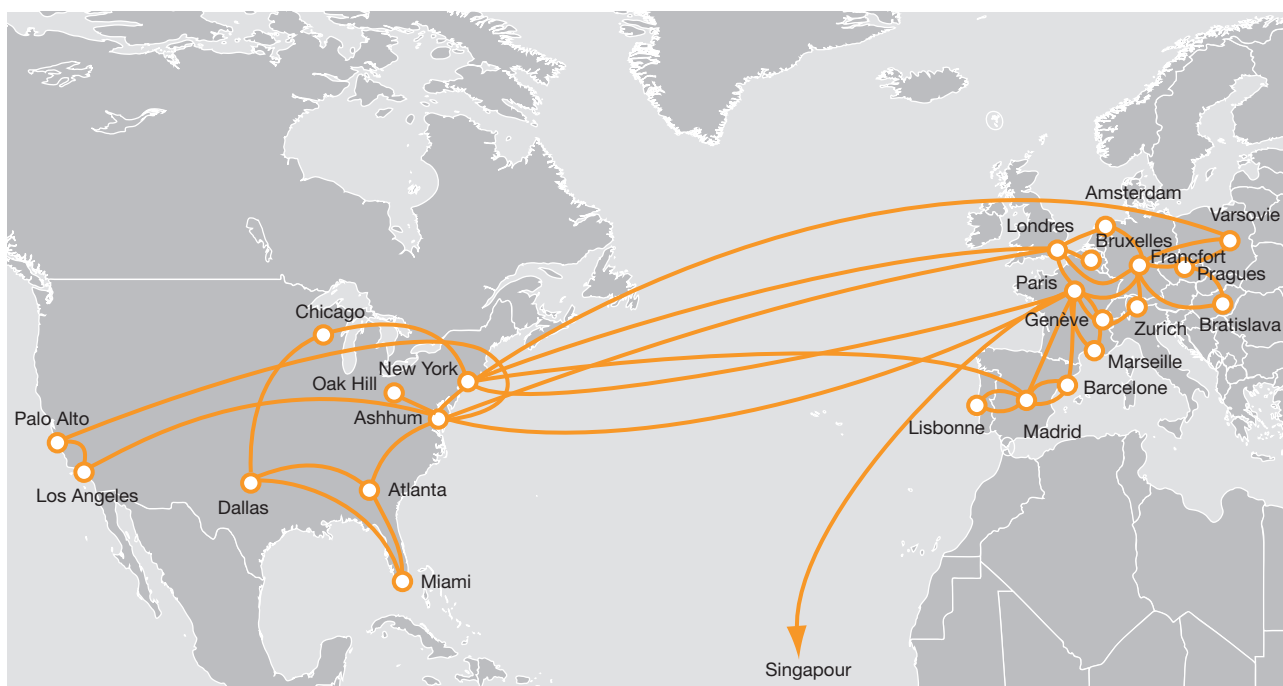 Amsterdam
Varsovie
Londres
Bruxelles
Francfort
Pragues
Paris
Chicago
Genève
Zurich
Bratislava
New York
Marseille
Oak Hill
Barcelone
Palo Alto
Ashhum
Lisbonne
Madrid
Los Angeles
Dallas
Atlanta
Miami
Singapour